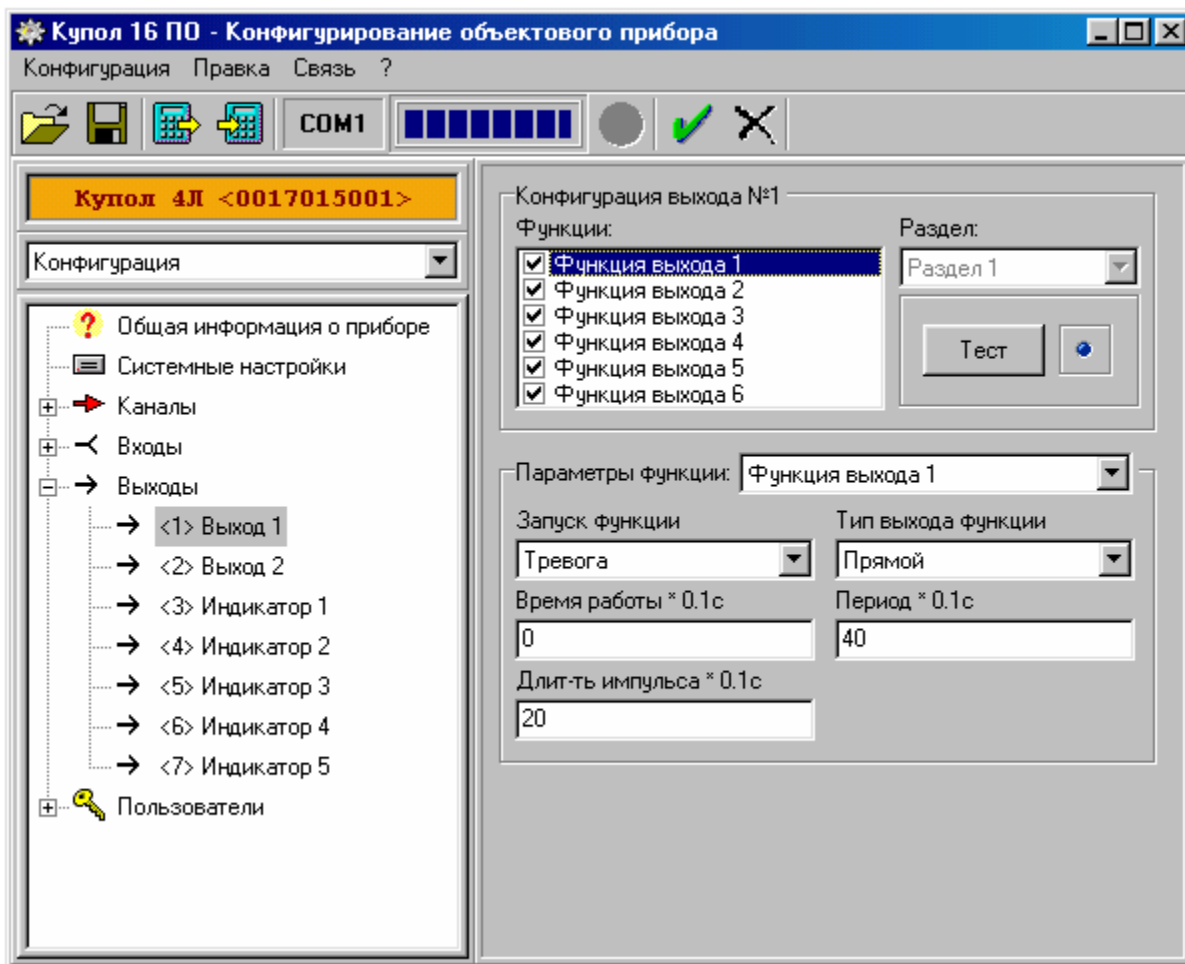 Купол 16 ПО - Конфигурирование объектового прибора
Конфигурация Правка Связь ?
COM1
Купол 4Л <0017015001>
Конфигурация
Общая информация о приборе
Системные настройки
Каналы
Входы
Выходы
<1> Выход 1
<2> Выход 2
<3> Индикатор 1
<4> Индикатор 2
<5> Индикатор 3
<6> Индикатор 4
<7> Индикатор 5
Пользователи
Конфигурация выхода №1
Функции: Раздел:
Функция выхода 1
Функция выхода 2
Функция выхода 3
Функция выхода 4
Функция выхода 5
Функция выхода 6
Раздел 1
Тест
Параметры функции: Функция выхода 1
Запуск функции Тип выхода функции
Тревога Прямой
Время работы * 0.1с Период * 0.1с
0 40
Длит-ть импульса * 0.1с
20